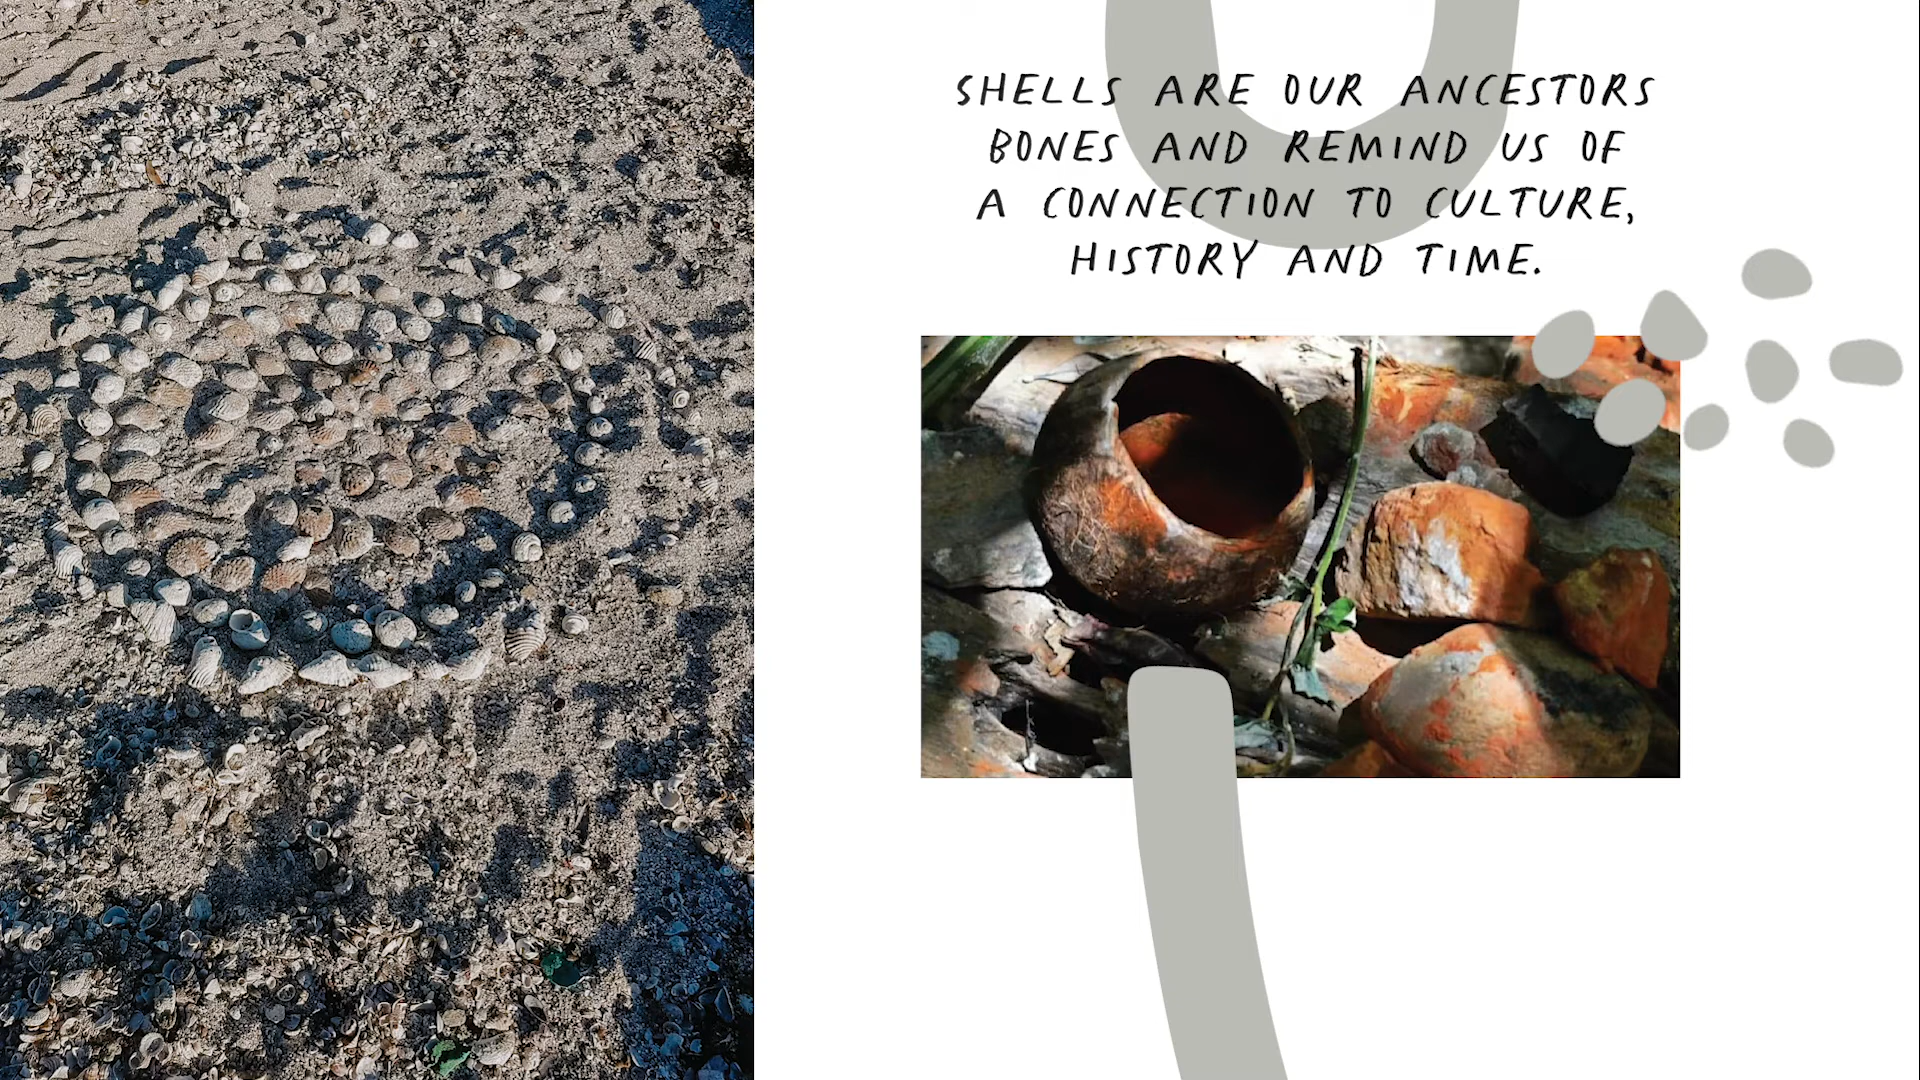 SHELLS ARE OUR ANCESTORS
BONES AND REMIND US OF
A CONNECTION TO CULTURE,
HISTORY AND TIME.